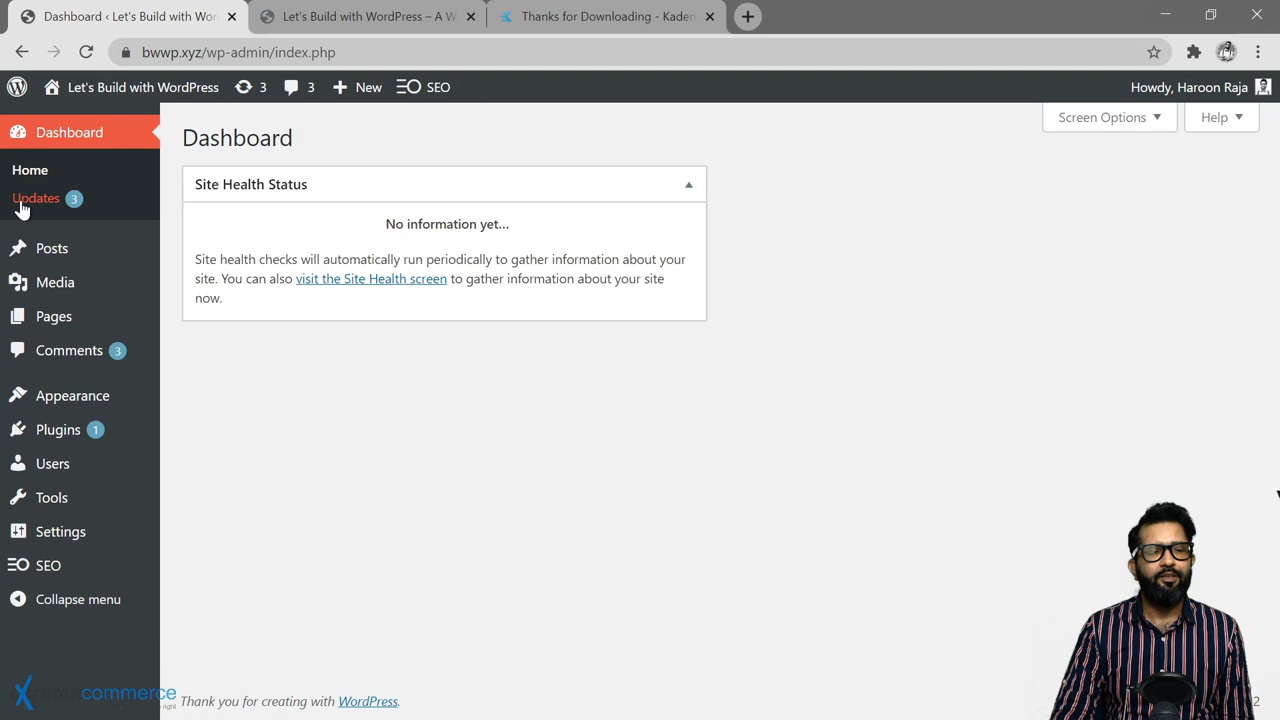 Dashboard ‹ Let's Build with Wor
Let's Build with WordPress – A W
Thanks for Downloading - Kaden
bwwp.xyz/wp-admin/index.php
Let's Build with WordPress 3 3 New SEO Howdy, Haroon Raja
Screen Options Help
Dashboard
Home
Updates 3
Posts
Media
Pages
Comments 3
Appearance
Plugins 1
Users
Tools
Settings
SEO
Collapse menu
Dashboard
Site Health Status
No information yet...
Site health checks will automatically run periodically to gather information about your
site. You can also visit the Site Health screen to gather information about your site
now.
commerce
right
Thank you for creating with WordPress.
2